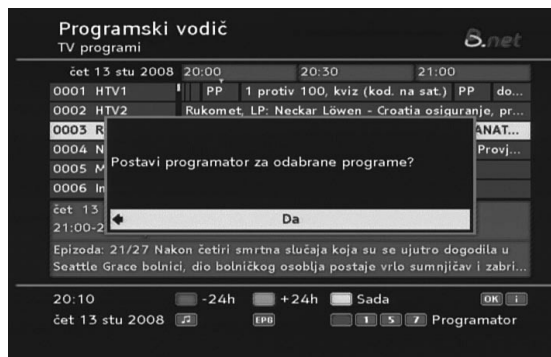 Programski vodič
TV programi
B.net
čet 13 stu 2008 20:00 20:30 21:00
0001 HTV1 PP 1 protiv 100, kviz (kod. na sat.) PP do...
0002 HTV2 Rukomet, LP: Neckar Löwen - Croatia osiguranje, pr...
0003 R ANAT...
0004 N Provj...
0005 M
0006 In
Postavi programator za odabrane programe?
Da
čet 13
21:00-2
Epizoda: 21/27 Nakon četiri smrtna slučaja koja su se ujutro dogodila u
Seattle Grace bolnici, dio bolničkog osoblja postaje vrlo sumnjičav i zabri...
20:10 -24h +24h Sada OK i
čet 13 stu 2008 EPG 1 5 7 Programator